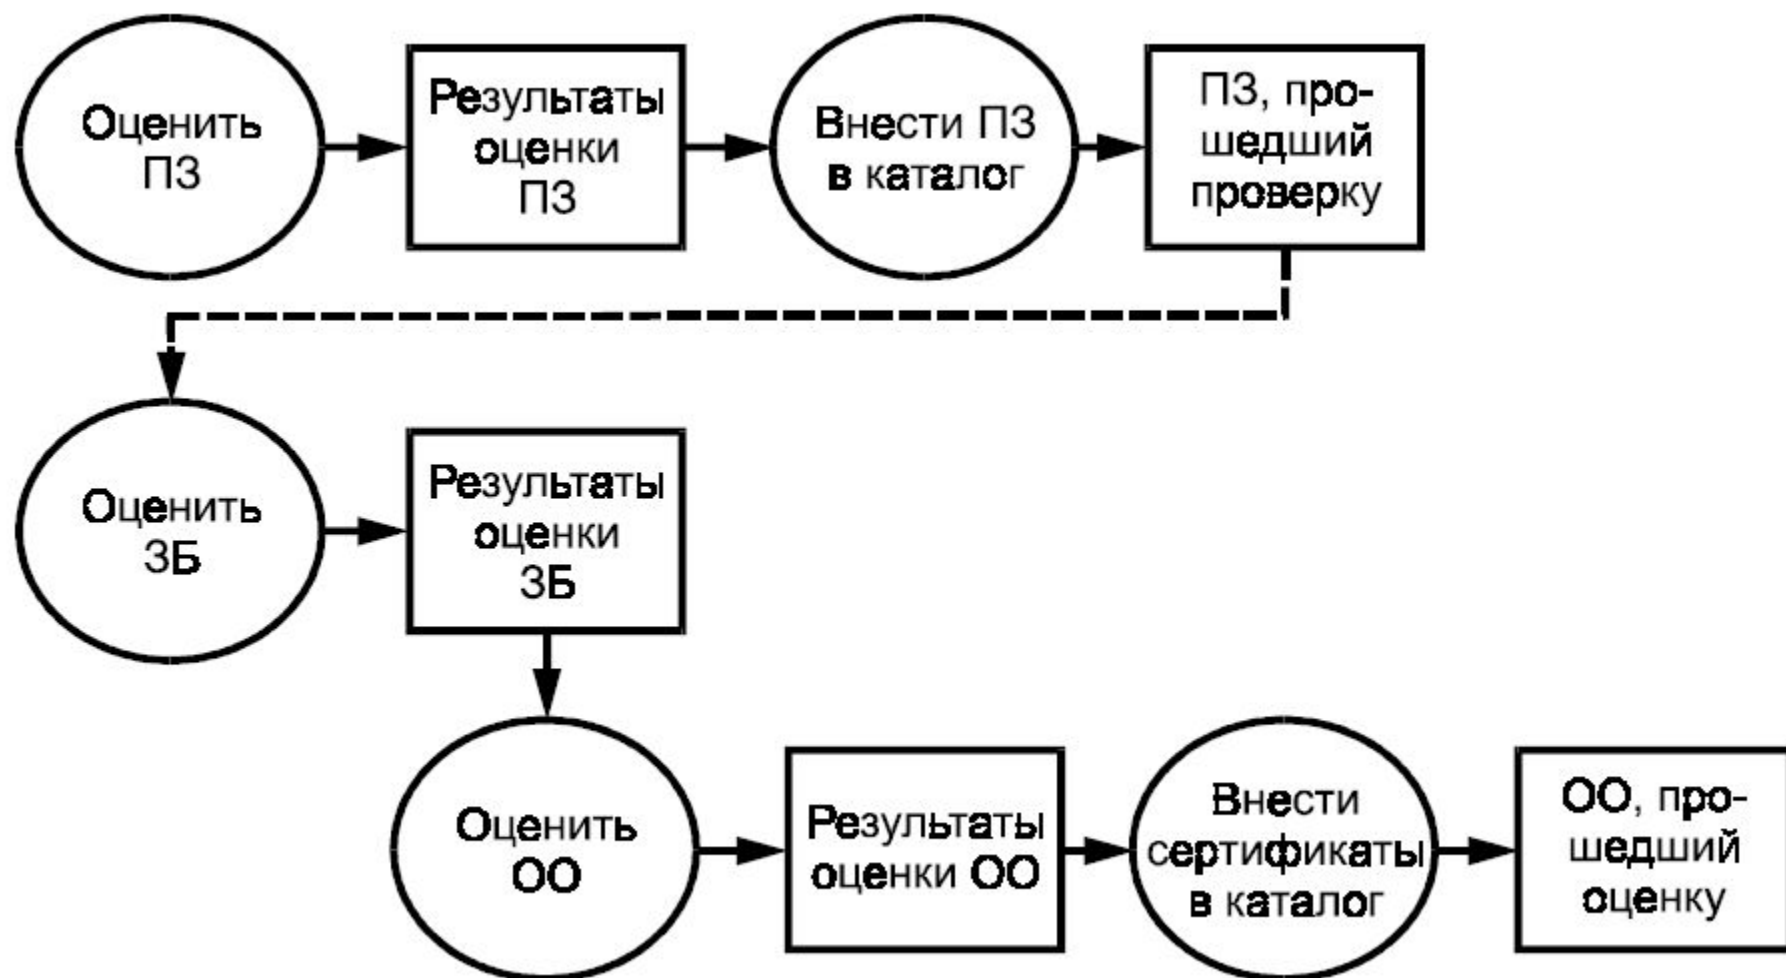 Оценить
ПЗ
Результаты
оценки
ПЗ
Внести ПЗ
в каталог
ПЗ, про-
шедший
проверку
Оценить
ЗБ
Результаты
оценки
ЗБ
Оценить
ОО
Результаты
оценки ОО
Внести
сертификаты
в каталог
ОО, про-
шедший
оценку